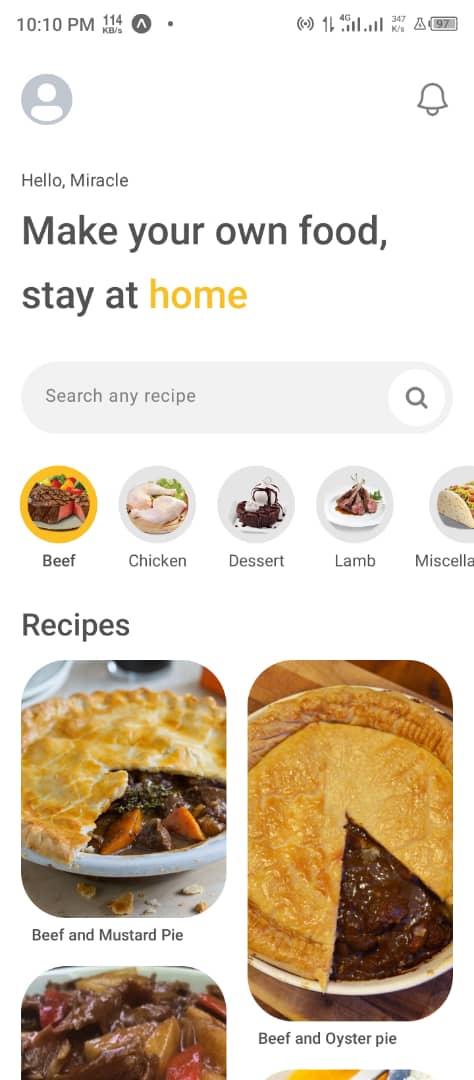 10:10 PM 114 KB/s
4G 347 K/s 97
Hello, Miracle
Make your own food,
stay at home
Search any recipe
Beef Chicken Dessert Lamb Miscella
Recipes
Beef and Mustard Pie
Beef and Oyster pie